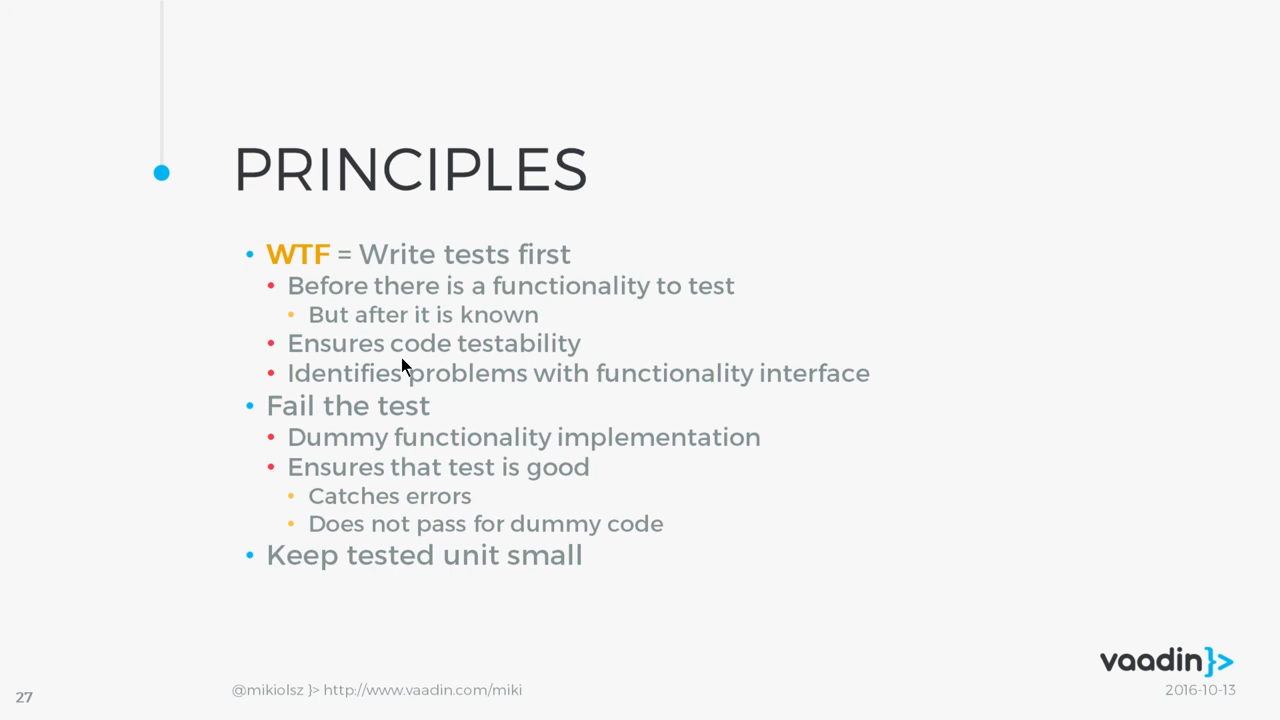 PRINCIPLES
• WTF = Write tests first
• Before there is a functionality to test
• But after it is known
• Ensures code testability
• Identifies problems with functionality interface
• Fail the test
• Dummy functionality implementation
• Ensures that test is good
• Catches errors
• Does not pass for dummy code
• Keep tested unit small
vaadin}>
27
@mikiolsz }> http://www.vaadin.com/miki
2016-10-13